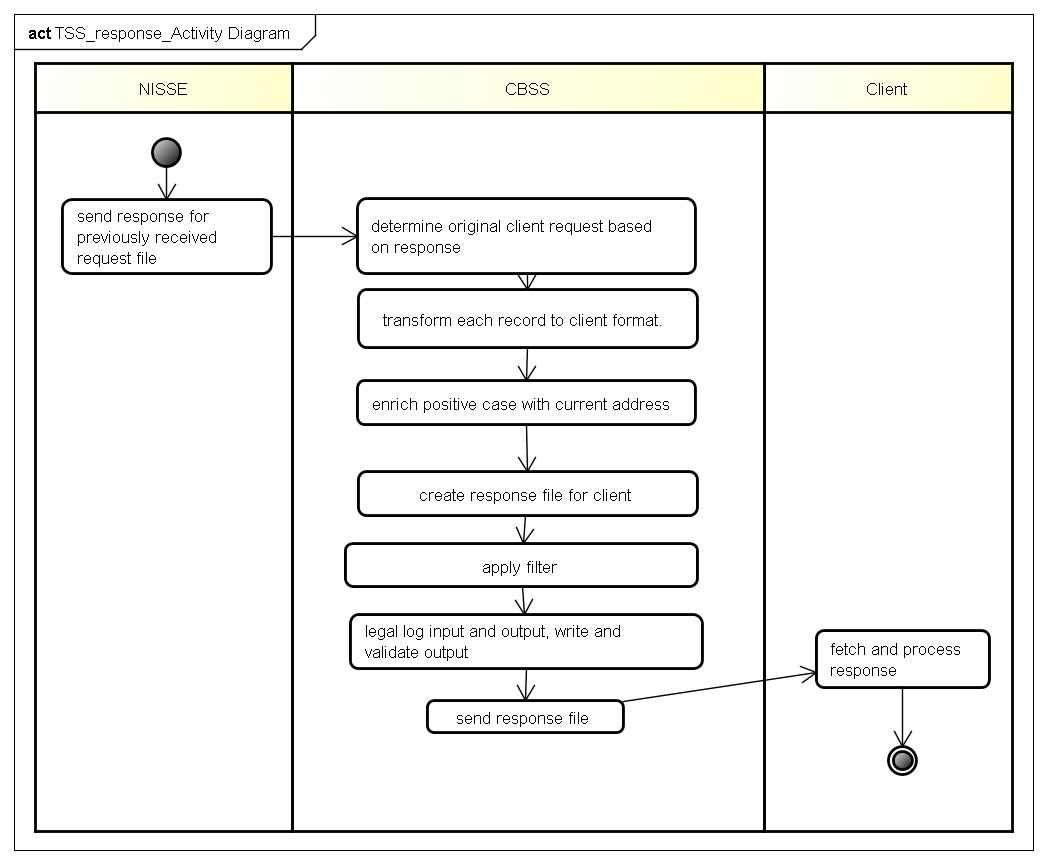 act TSS_response_Activity Diagram
NISSE
CBSS
Client
send response for
previously received
request file
determine original client request based
on response
transform each record to client format.
enrich positive case with current address
create response file for client
apply filter
legal log input and output, write and
validate output
send response file
fetch and process
response